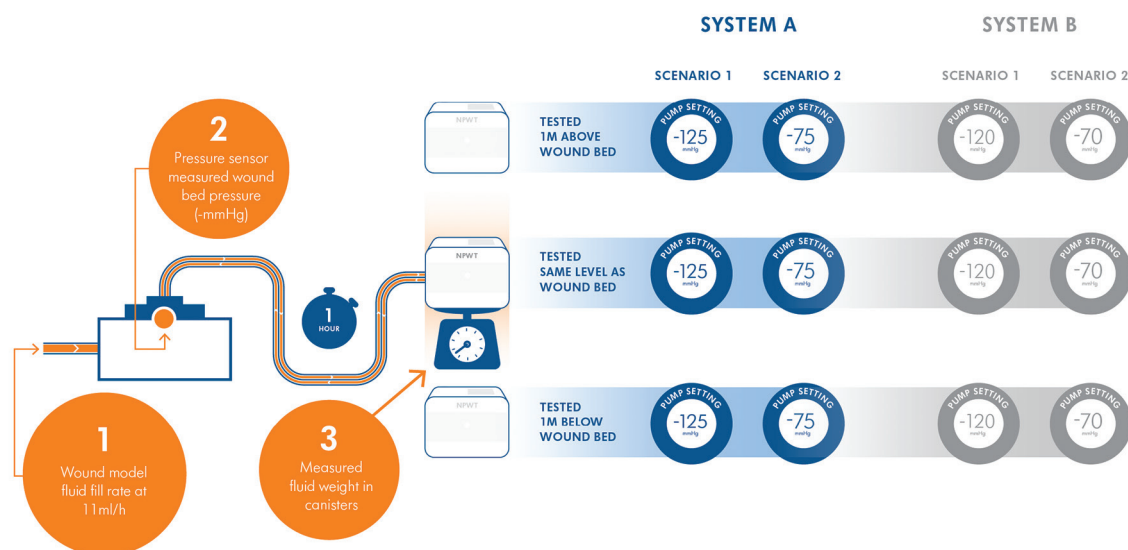 SYSTEM A
SYSTEM B
SCENARIO 1
SCENARIO 2
SCENARIO 1
SCENARIO 2
2
Pressure sensor
measured wound
bed pressure
(-mmHg)
NPWT
TESTED
1M ABOVE
WOUND BED
PUMP SETTING
-125
mmHg
PUMP SETTING
-75
mmHg
PUMP SETTING
-120
mmHg
PUMP SETTING
-70
mmHg
NPWT
TESTED
SAME LEVEL AS
WOUND BED
PUMP SETTING
-125
mmHg
PUMP SETTING
-75
mmHg
PUMP SETTING
-120
mmHg
PUMP SETTING
-70
mmHg
1
HOUR
NPWT
TESTED
1M BELOW
WOUND BED
PUMP SETTING
-125
mmHg
PUMP SETTING
-75
mmHg
PUMP SETTING
-120
mmHg
PUMP SETTING
-70
mmHg
1
Wound model
fluid fill rate at
11ml/h
3
Measured
fluid weight in
canisters